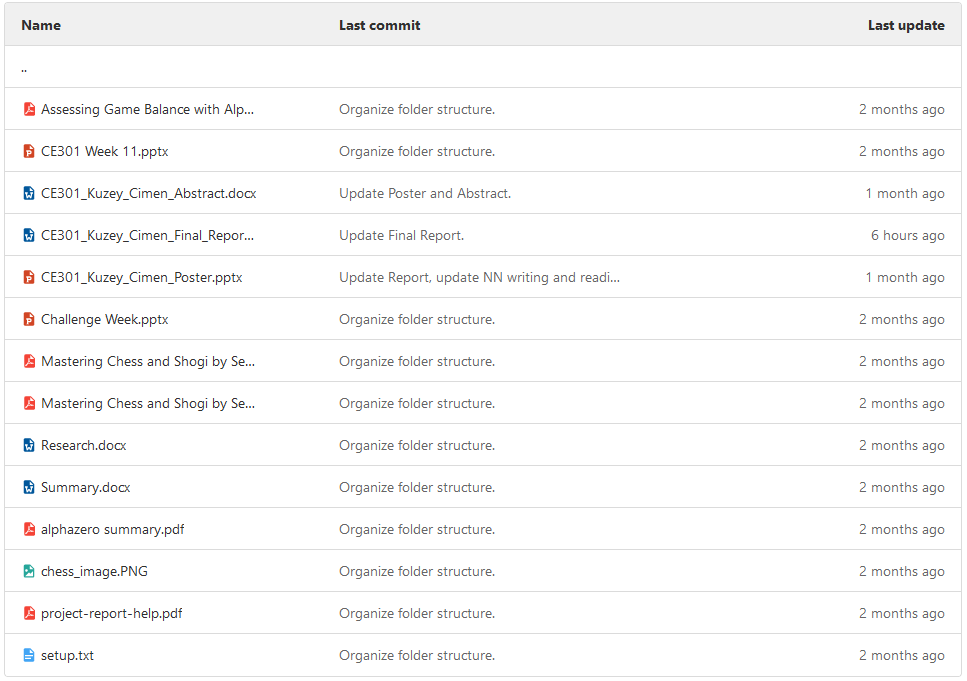 Name Last commit Last update
..
Assessing Game Balance with Alp... Organize folder structure. 2 months ago
CE301 Week 11.pptx Organize folder structure. 2 months ago
CE301_Kuzey_Cimen_Abstract.docx Update Poster and Abstract. 1 month ago
CE301_Kuzey_Cimen_Final_Repor... Update Final Report. 6 hours ago
CE301_Kuzey_Cimen_Poster.pptx Update Report, update NN writing and readi... 1 month ago
Challenge Week.pptx Organize folder structure. 2 months ago
Mastering Chess and Shogi by Se... Organize folder structure. 2 months ago
Mastering Chess and Shogi by Se... Organize folder structure. 2 months ago
Research.docx Organize folder structure. 2 months ago
Summary.docx Organize folder structure. 2 months ago
alphazero summary.pdf Organize folder structure. 2 months ago
chess_image.PNG Organize folder structure. 2 months ago
project-report-help.pdf Organize folder structure. 2 months ago
setup.txt Organize folder structure. 2 months ago